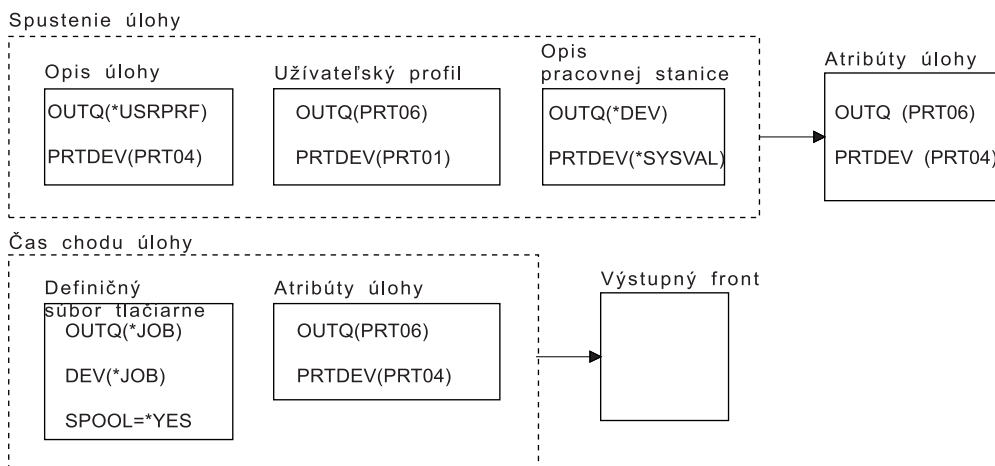 Spustenie úlohy
Opis úlohy
OUTQ(*USRPRF)
PRTDEV(PRT04)
Užívateľský profil
OUTQ(PRT06)
PRTDEV(PRT01)
Opis
pracovnej stanice
OUTQ(*DEV)
PRTDEV(*SYSVAL)
Atribúty úlohy
OUTQ (PRT06)
PRTDEV (PRT04)
Čas chodu úlohy
Definičný
súbor tlačiarne
OUTQ(*JOB)
DEV(*JOB)
SPOOL=*YES
Atribúty úlohy
OUTQ(PRT06)
PRTDEV(PRT04)
Výstupný front